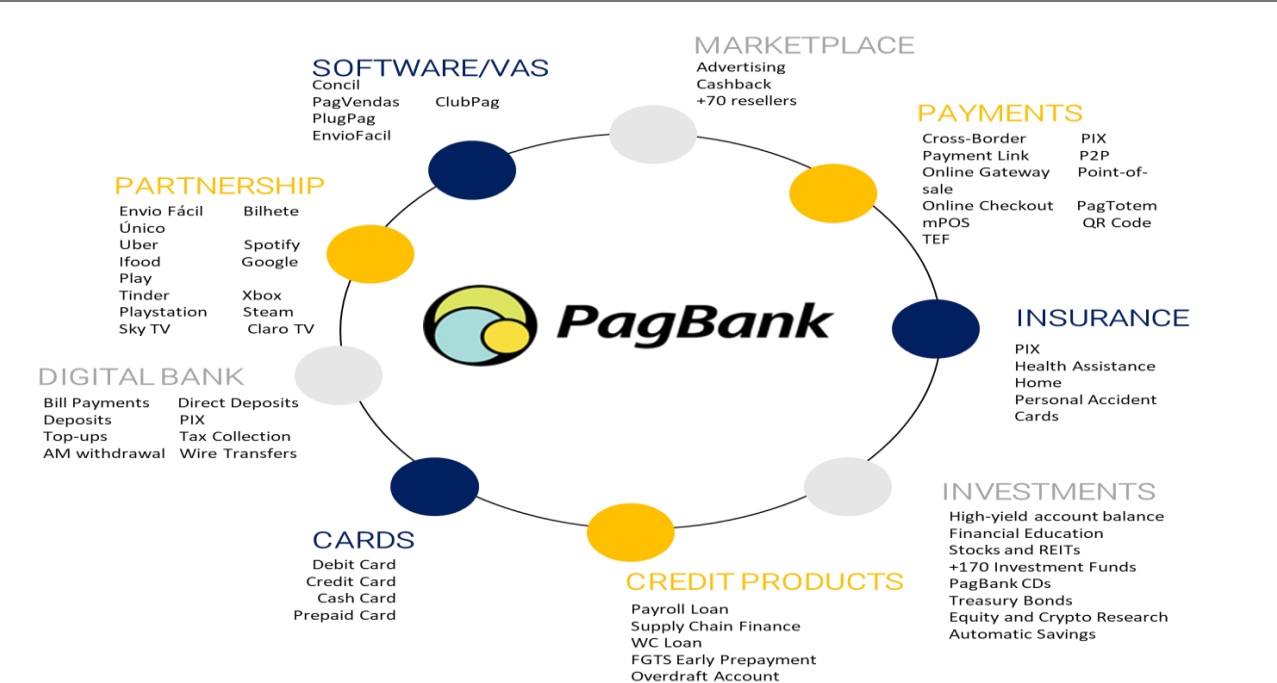 MARKETPLACE
Advertising
Cashback
+70 resellers
SOFTWARE/VAS
Concil
PagVendas ClubPag
PlugPag
EnvioFacil
PAYMENTS
Cross-Border PIX
Payment Link P2P
Online Gateway Point-of-
sale
Online Checkout PagTotem
mPOS QR Code
TEF
PARTNERSHIP
Envio Fácil Bilhete
Único
Uber Spotify
Ifood Google
Play
Tinder Xbox
Playstation Steam
Sky TV Claro TV
PagBank
INSURANCE
PIX
Health Assistance
Home
Personal Accident
Cards
DIGITAL BANK
Bill Payments Direct Deposits
Deposits PIX
Top-ups Tax Collection
AM withdrawal Wire Transfers
INVESTMENTS
High-yield account balance
Financial Education
Stocks and REITs
+170 Investment Funds
PagBank CDs
Treasury Bonds
Equity and Crypto Research
Automatic Savings
CARDS
Debit Card
Credit Card
Cash Card
Prepaid Card
CREDIT PRODUCTS
Payroll Loan
Supply Chain Finance
WC Loan
FGTS Early Prepayment
Overdraft Account